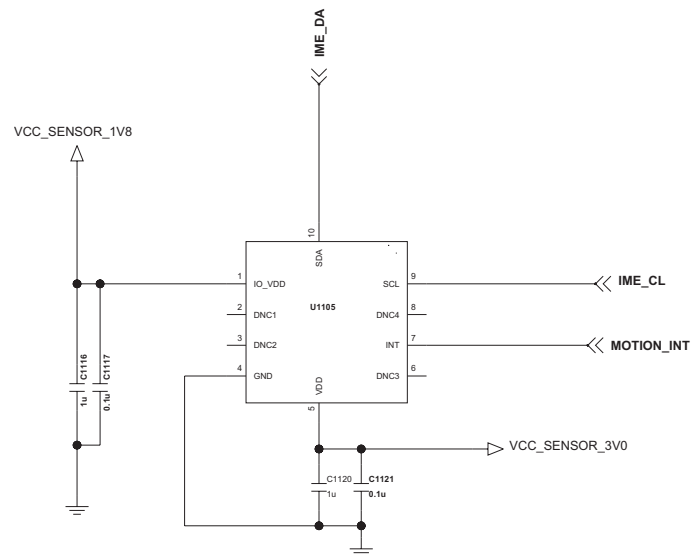 IME_DA
VCC_SENSOR_1V8
10
SDA
1
IO_VDD
SCL
9
IME_CL
U1105
2
DNC1
DNC4
8
3
DNC2
INT
7
MOTION_INT
4
GND
DNC3
6
VDD
5
C1116
1u
C1117
0.1u
VCC_SENSOR_3V0
C1120
1u
C1121
0.1u